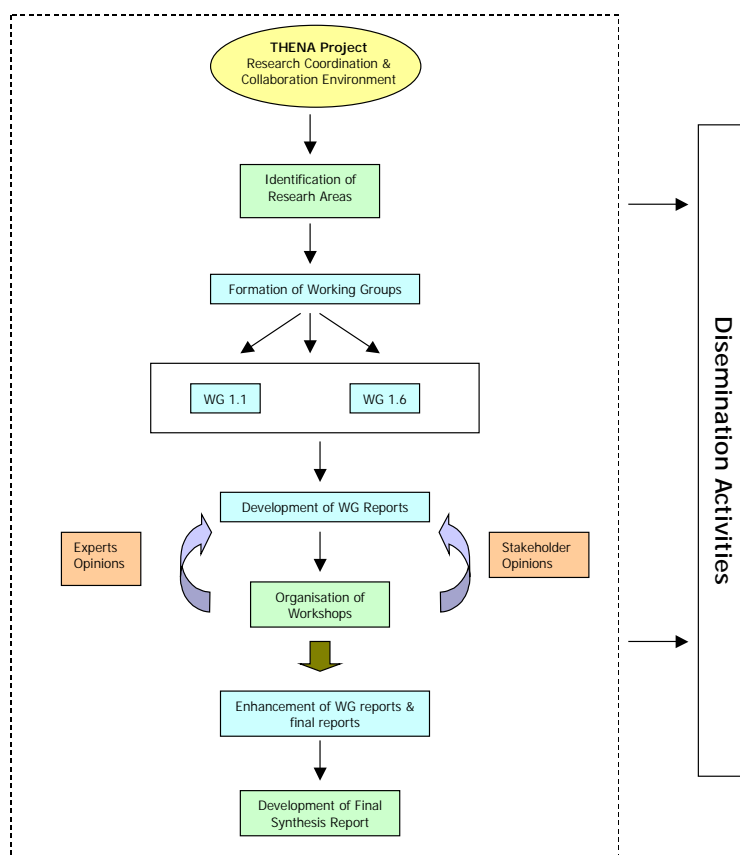 THENA Project
Research Coordination &
Collaboration Environment
Identification of
Researh Areas
Formation of Working Groups
WG 1.1
WG 1.6
Development of WG Reports
Experts
Opinions
Stakeholder
Opinions
Organisation of
Workshops
Enhancement of WG reports &
final reports
Development of Final
Synthesis Report
Disemination Activities